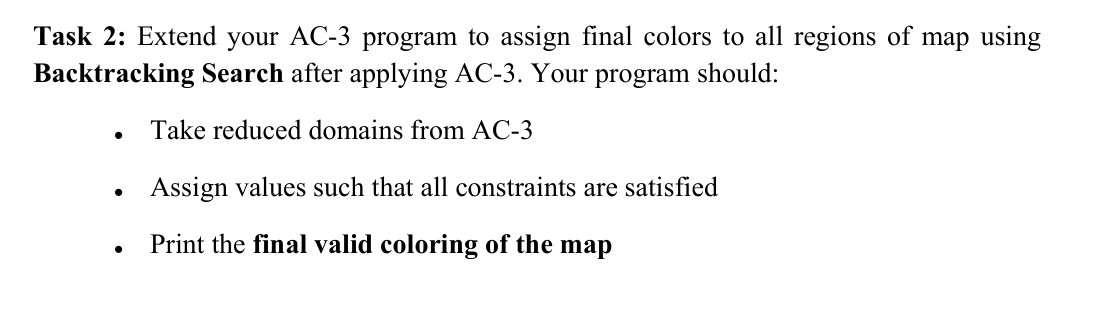 Task 2: Extend your AC-3 program to assign final colors to all regions of map using
Backtracking Search after applying AC-3. Your program should:
• Take reduced domains from AC-3
• Assign values such that all constraints are satisfied
• Print the final valid coloring of the map